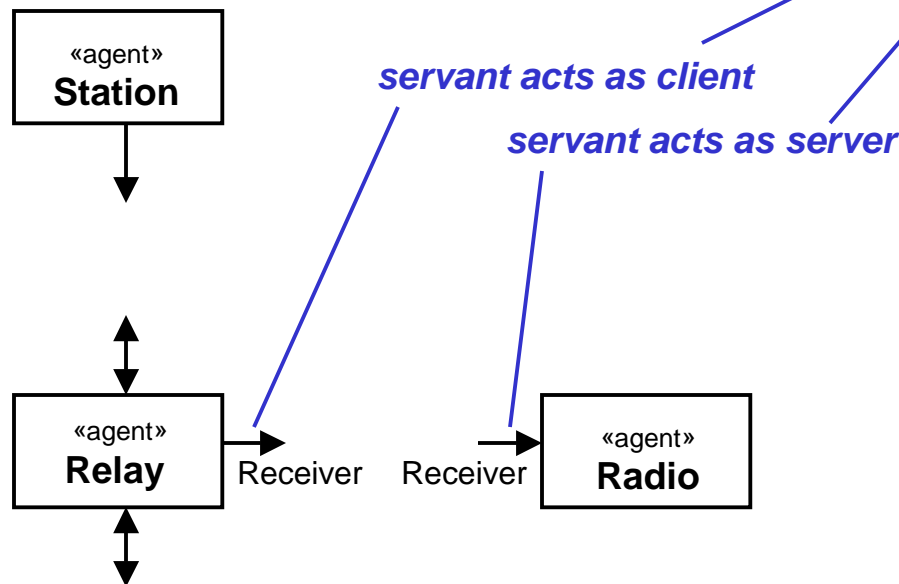 «agent»
Station
servant acts as client
servant acts as server
«agent»
Relay
Receiver
Receiver
«agent»
Radio